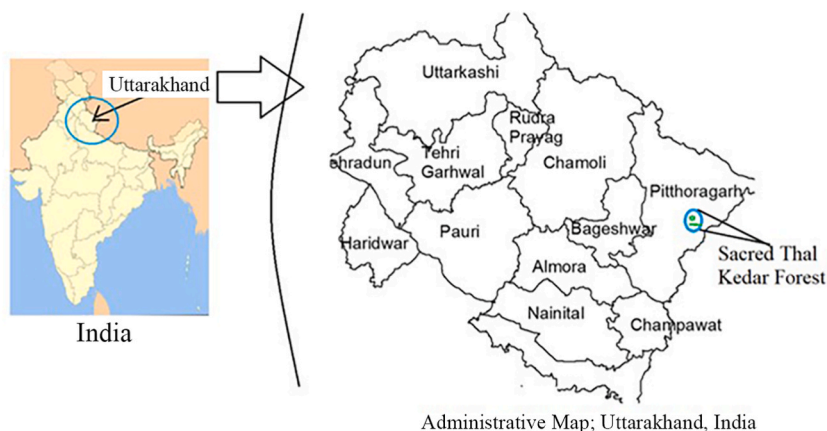 Uttarakhand
India
Uttarkashi
Rudra
Prayag
ehradun
Tehri
Garhwal
Chamoli
Pitthoragarh
Haridwar
Pauri
Bageshwar
Sacred Thal
Kedar Forest
Almora
Nainital
Champawat
Administrative Map; Uttarakhand, India